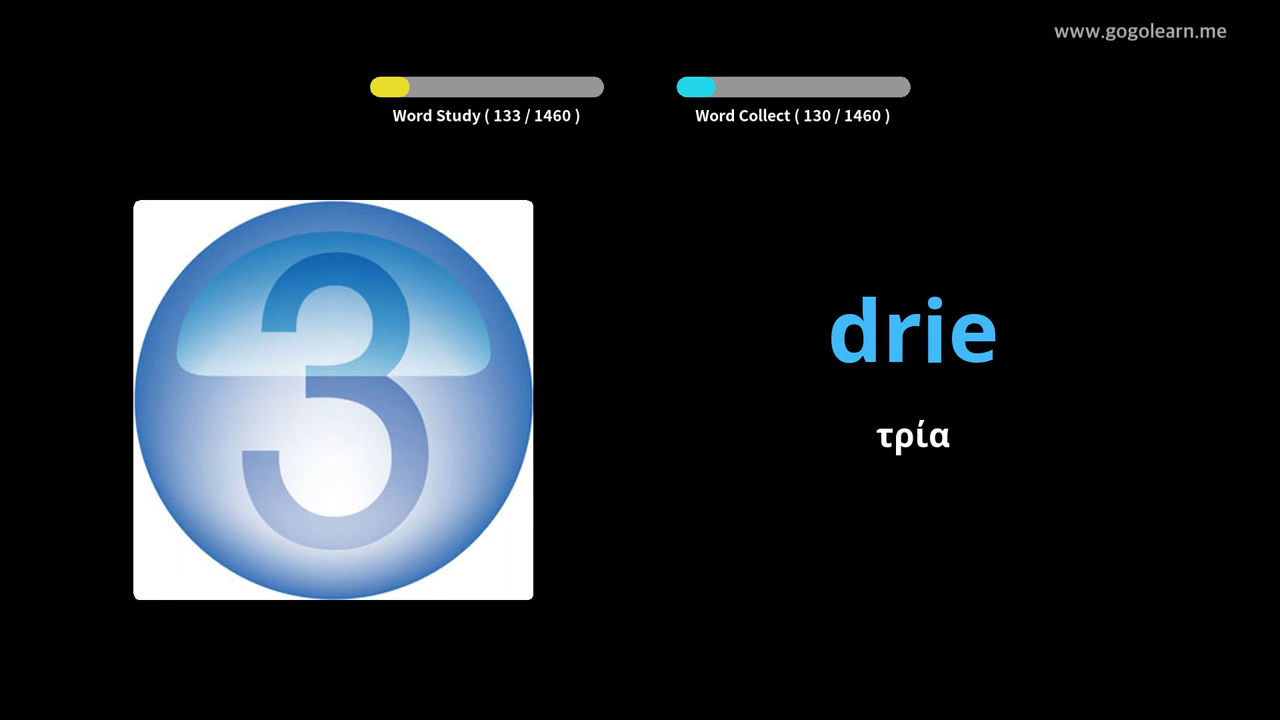 www.gogolearn.me
Word Study ( 133 / 1460 )
Word Collect ( 130 / 1460 )
3
drie
τρία